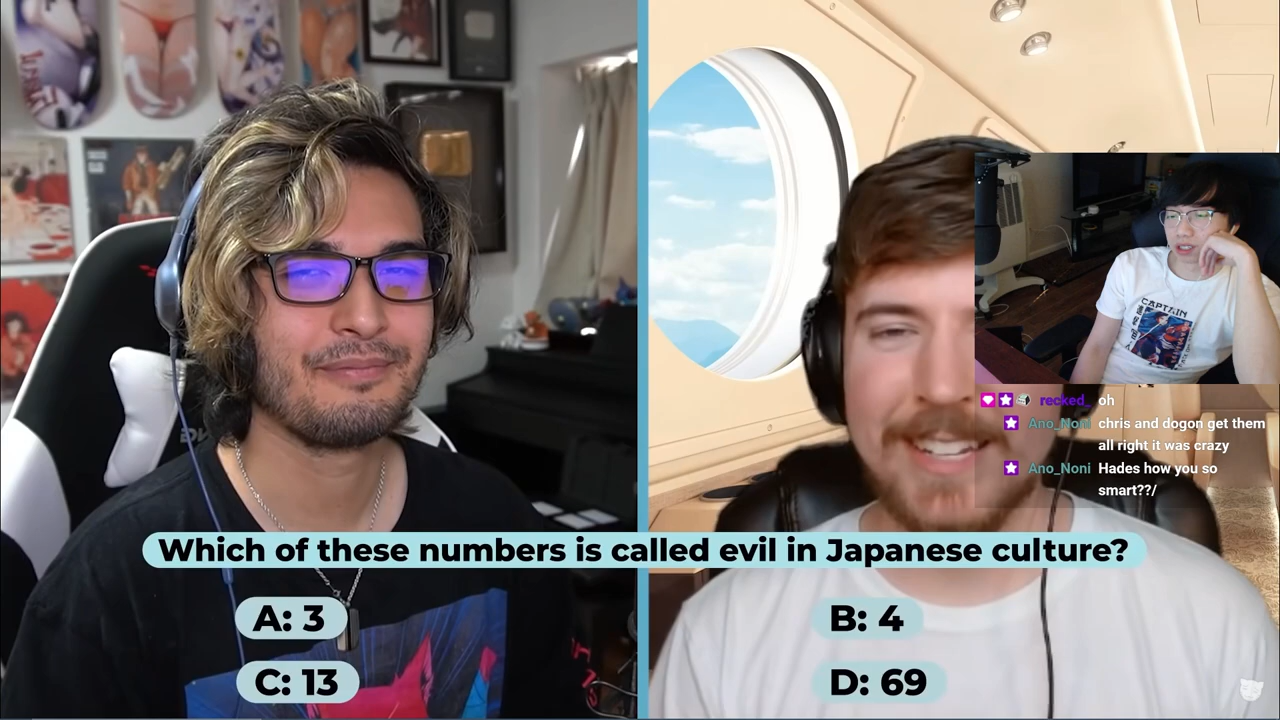 recked_ oh
Ano_Noni chris and dogon get them
all right it was crazy
Ano_Noni Hades how you so
smart??/
CAPTAIN
Which of these numbers is called evil in Japanese culture?
A: 3
B: 4
C: 13
D: 69